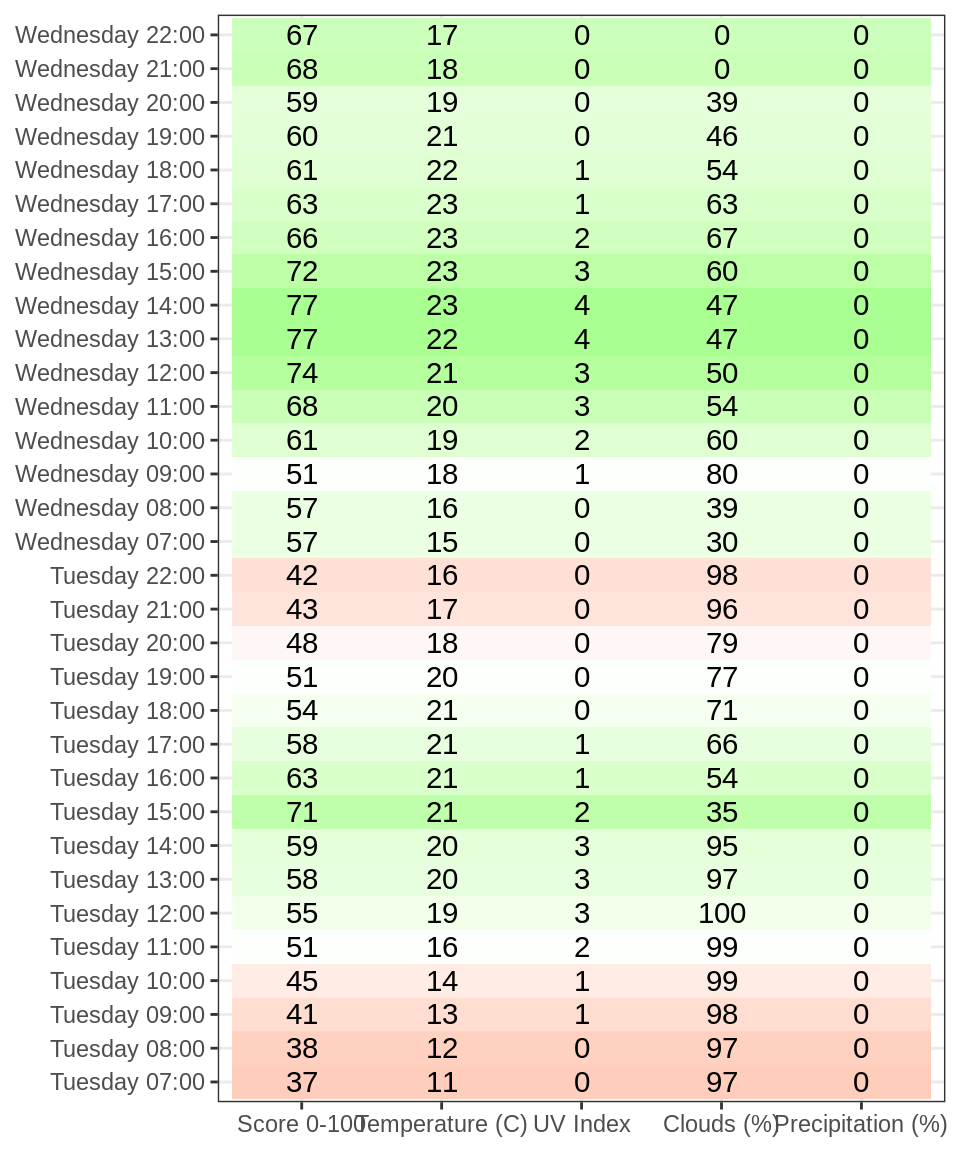 Wednesday 22:00 67 17 0 0 0
Wednesday 21:00 68 18 0 0 0
Wednesday 20:00 59 19 0 39 0
Wednesday 19:00 60 21 0 46 0
Wednesday 18:00 61 22 1 54 0
Wednesday 17:00 63 23 1 63 0
Wednesday 16:00 66 23 2 67 0
Wednesday 15:00 72 23 3 60 0
Wednesday 14:00 77 23 4 47 0
Wednesday 13:00 77 22 4 47 0
Wednesday 12:00 74 21 3 50 0
Wednesday 11:00 68 20 3 54 0
Wednesday 10:00 61 19 2 60 0
Wednesday 09:00 51 18 1 80 0
Wednesday 08:00 57 16 0 39 0
Wednesday 07:00 57 15 0 30 0
Tuesday 22:00 42 16 0 98 0
Tuesday 21:00 43 17 0 96 0
Tuesday 20:00 48 18 0 79 0
Tuesday 19:00 51 20 0 77 0
Tuesday 18:00 54 21 0 71 0
Tuesday 17:00 58 21 1 66 0
Tuesday 16:00 63 21 1 54 0
Tuesday 15:00 71 21 2 35 0
Tuesday 14:00 59 20 3 95 0
Tuesday 13:00 58 20 3 97 0
Tuesday 12:00 55 19 3 100 0
Tuesday 11:00 51 16 2 99 0
Tuesday 10:00 45 14 1 99 0
Tuesday 09:00 41 13 1 98 0
Tuesday 08:00 38 12 0 97 0
Tuesday 07:00 37 11 0 97 0
Score 0-100 Temperature (C) UV Index Clouds (%) Precipitation (%)